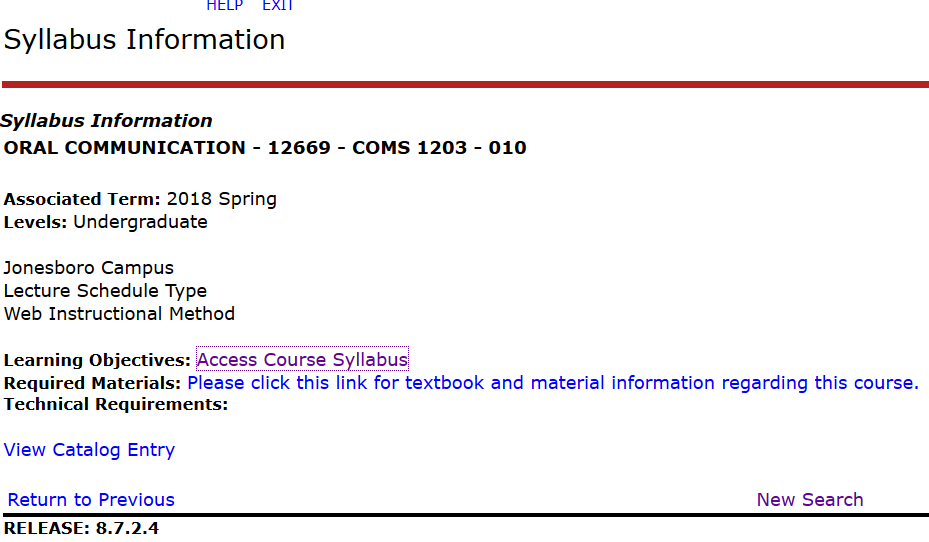 HELP EXIT
Syllabus Information
Syllabus Information
ORAL COMMUNICATION - 12669 - COMS 1203 - 010
Associated Term: 2018 Spring
Levels: Undergraduate
Jonesboro Campus
Lecture Schedule Type
Web Instructional Method
Learning Objectives: Access Course Syllabus
Required Materials: Please click this link for textbook and material information regarding this course.
Technical Requirements:
View Catalog Entry
Return to Previous New Search
RELEASE: 8.7.2.4